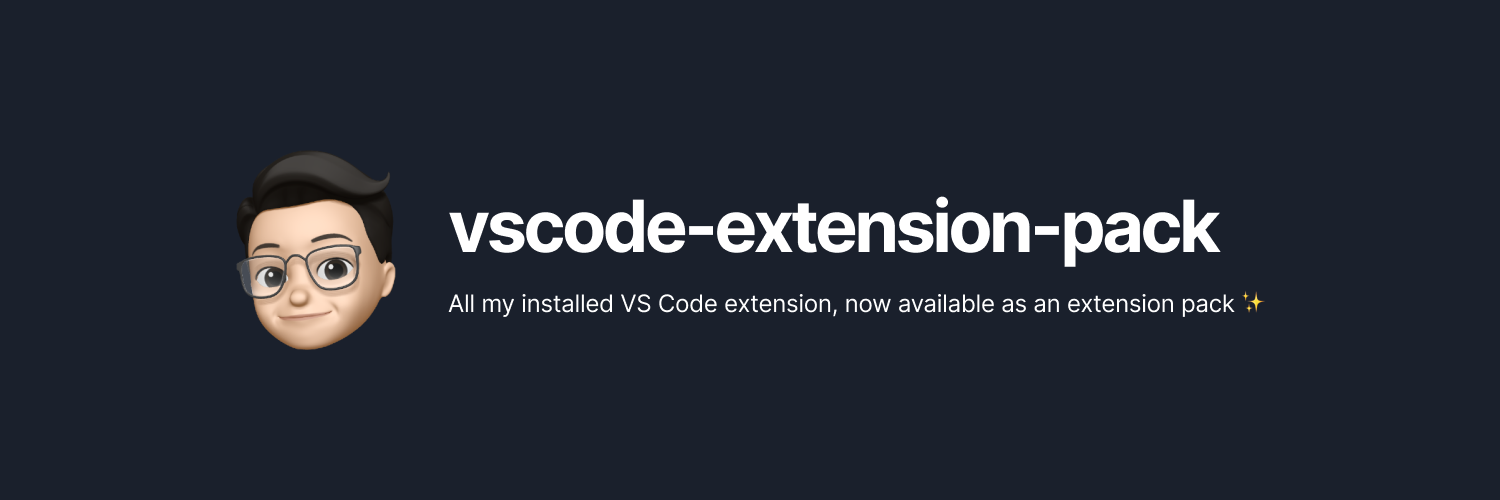 vscode-extension-pack
All my installed VS Code extension, now available as an extension pack ✨